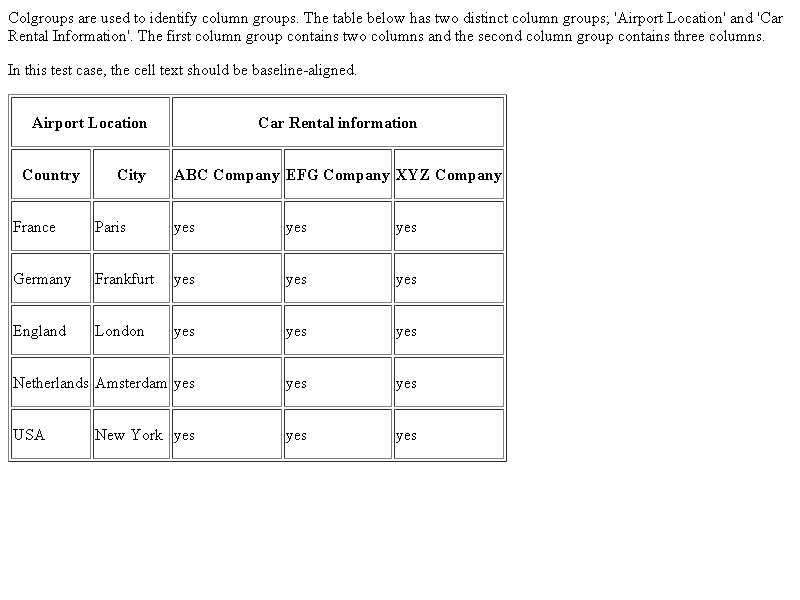 Colgroups are used to identify column groups. The table below has two distinct column groups; 'Airport Location' and 'Car
Rental Information'. The first column group contains two columns and the second column group contains three columns.
In this test case, the cell text should be baseline-aligned.
Airport Location Car Rental information
Country City ABC Company EFG Company XYZ Company
France Paris yes yes yes
Germany Frankfurt yes yes yes
England London yes yes yes
Netherlands Amsterdam yes yes yes
USA New York yes yes yes